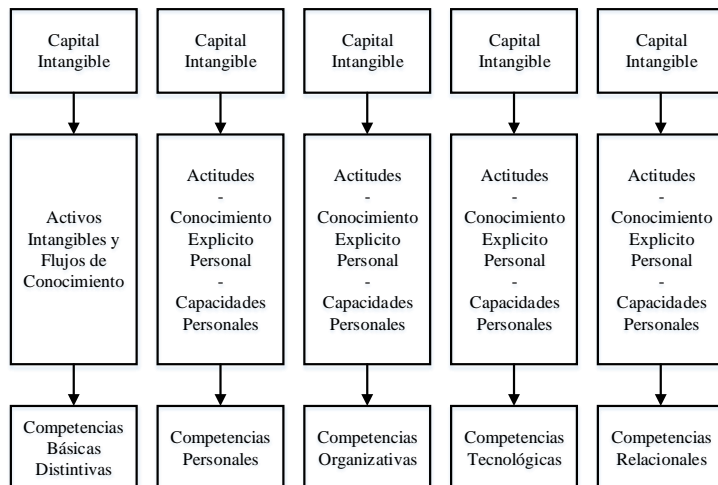 Capital
Intangible
Capital
Intangible
Capital
Intangible
Capital
Intangible
Capital
Intangible
Activos
Intangibles y
Flujos de
Conocimiento
Actitudes
-
Conocimiento
Explicito
Personal
-
Capacidades
Personales
Actitudes
-
Conocimiento
Explicito
Personal
-
Capacidades
Personales
Actitudes
-
Conocimiento
Explicito
Personal
-
Capacidades
Personales
Actitudes
-
Conocimiento
Explicito
Personal
-
Capacidades
Personales
Competencias
Básicas
Distintivas
Competencias
Personales
Competencias
Organizativas
Competencias
Tecnológicas
Competencias
Relacionales